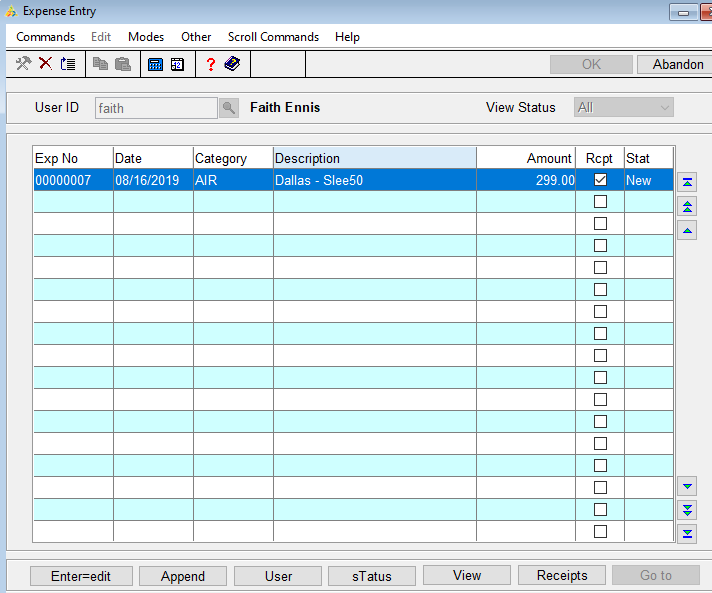 Expense Entry
Commands Edit Modes Other Scroll Commands Help
OK Abandon
User ID faith Faith Ennis View Status All
Exp No Date Category Description Amount Rcpt Stat
00000007 08/16/2019 AIR Dallas - Slee50 299.00 New
Enter=edit Append User sTatus View Receipts Go to